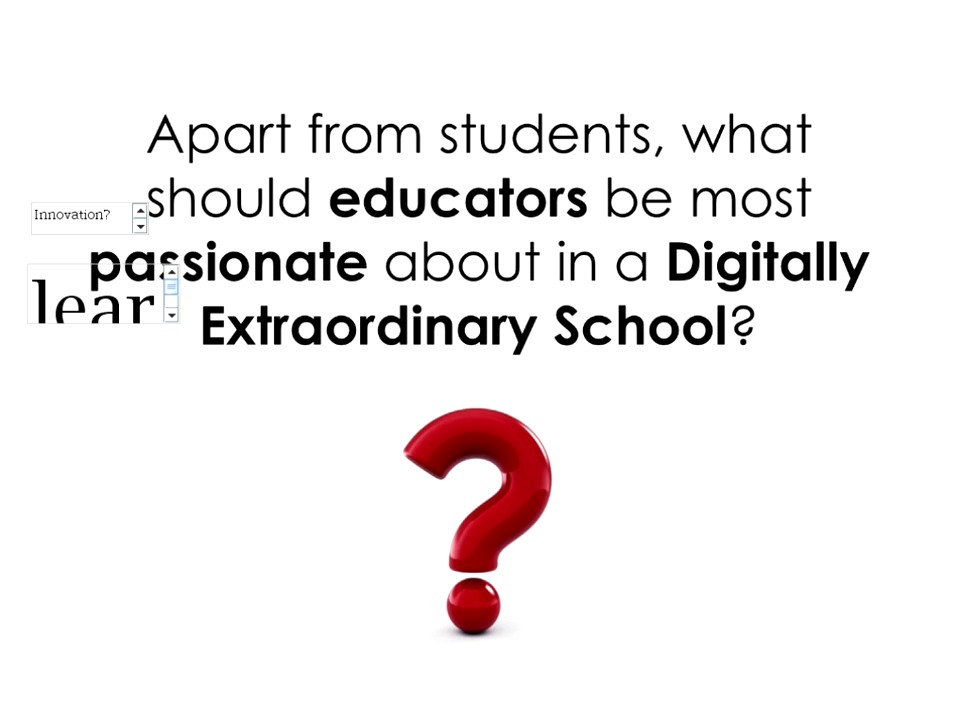 Apart from students, what
should educators be most
passionate about in a Digitally
Extraordinary School?
Innovation?
lear